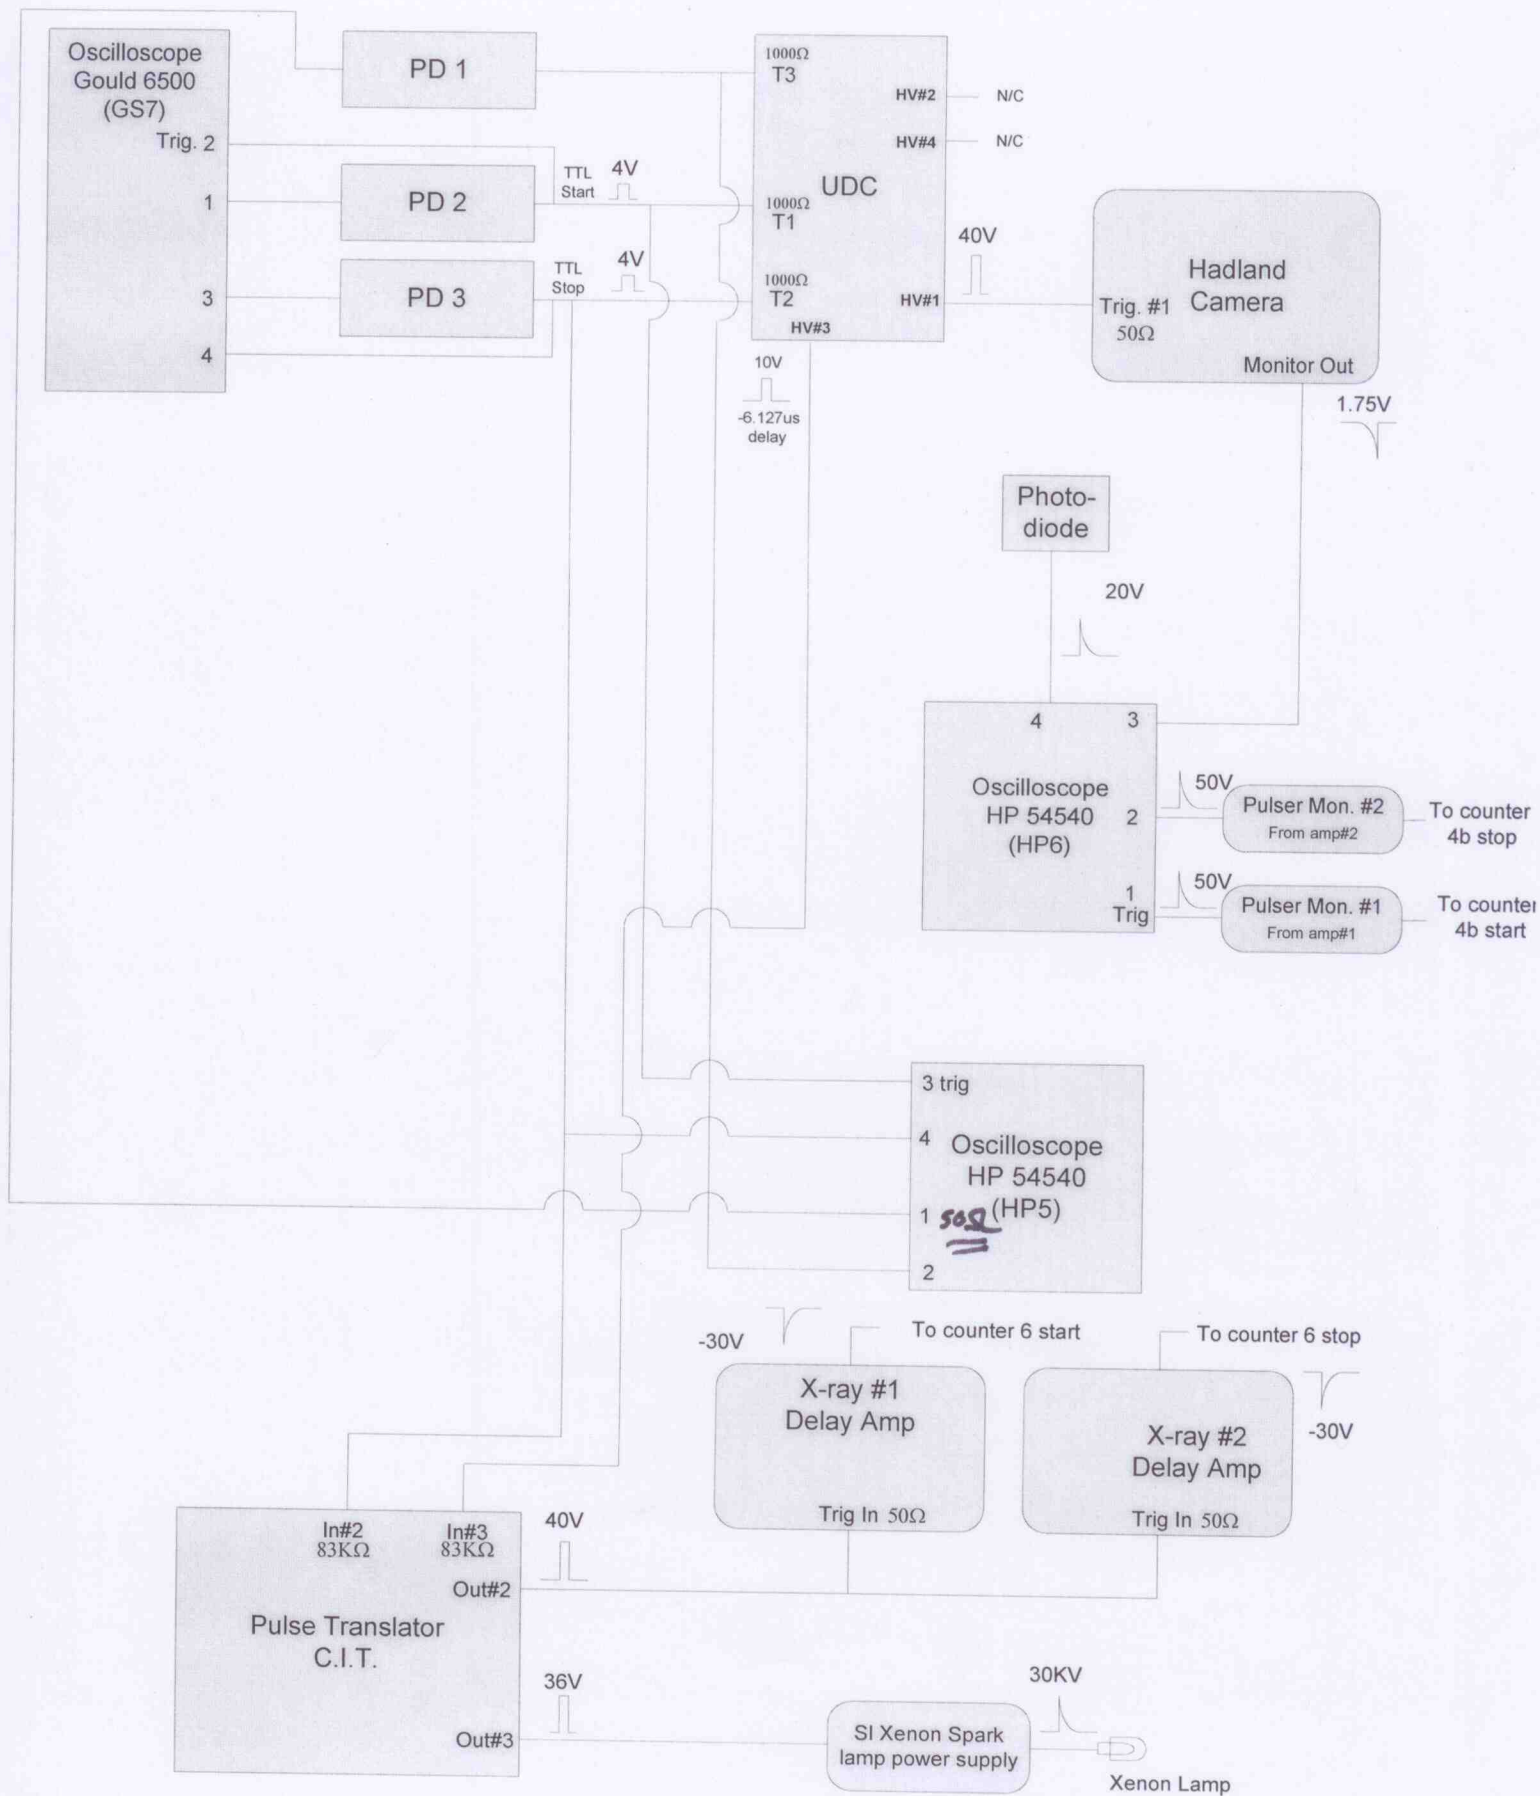 Oscilloscope
Gould 6500
(GS7)
Trig. 2
1
3
4
PD 1
PD 2
PD 3
TTL
Start
4V
TTL
Stop
4V
1000Ω
T3
HV#2
N/C
HV#4
N/C
UDC
1000Ω
T1
1000Ω
T2
HV#1
HV#3
40V
10V
-6.127us
delay
Hadland
Camera
Trig. #1
50Ω
Monitor Out
1.75V
Photo-
diode
20V
4
3
Oscilloscope
HP 54540
(HP6)
2
1
Trig
50V
Pulser Mon. #2
From amp#2
To counter
4b stop
50V
Pulser Mon. #1
From amp#1
To counter
4b start
3 trig
4
Oscilloscope
HP 54540
(HP5)
1 50Ω
2
-30V
To counter 6 start
To counter 6 stop
-30V
X-ray #1
Delay Amp
Trig In 50Ω
X-ray #2
Delay Amp
Trig In 50Ω
In#2
83KΩ
In#3
83KΩ
40V
Out#2
Pulse Translator
C.I.T.
36V
Out#3
SI Xenon Spark
lamp power supply
30KV
Xenon Lamp